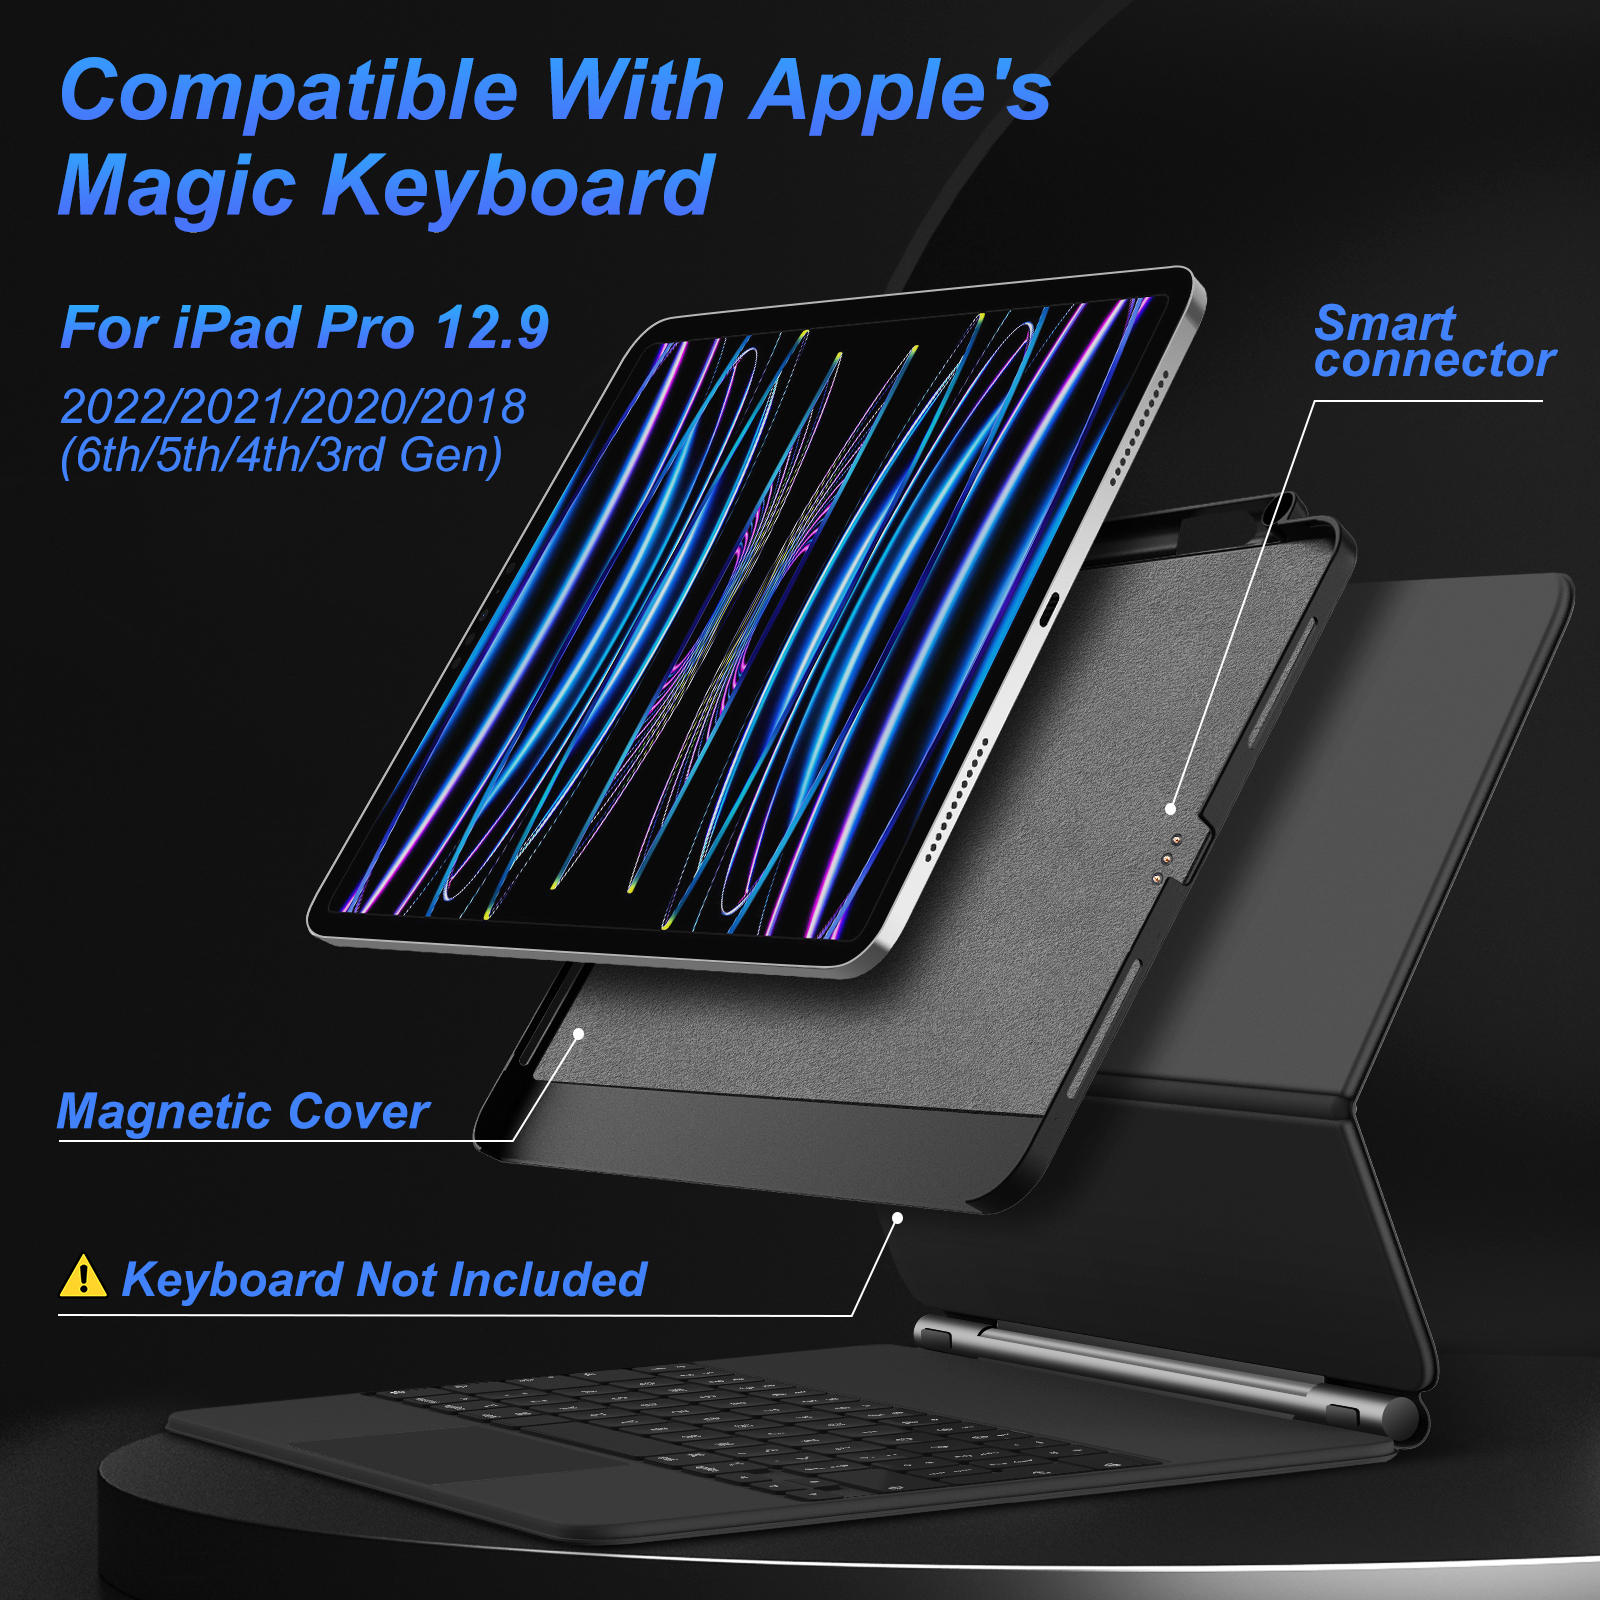 Compatible With Apple's
Magic Keyboard
For iPad Pro 12.9
2022/2021/2020/2018
(6th/5th/4th/3rd Gen)
Smart
connector
Magnetic Cover
Keyboard Not Included